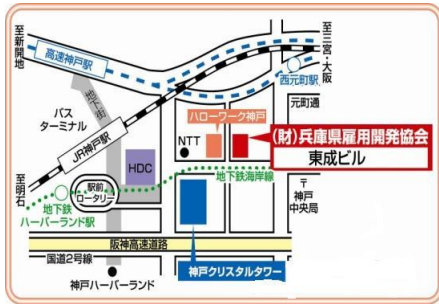 至新開地
高速神戸駅
至三宮・大阪
西元町駅
元町通
地下街
バス
ターミナル
JR神戸駅
ハローワーク神戸
NTT
(財)兵庫県雇用開発協会
東成ビル
HDC
至明石
駅前
ロータリー
地下鉄海岸線
地下鉄
ハーバーランド駅
〒
神戸
中央局
阪神高速道路
国道2号線
神戸クリスタルタワー
神戸ハーバーランド